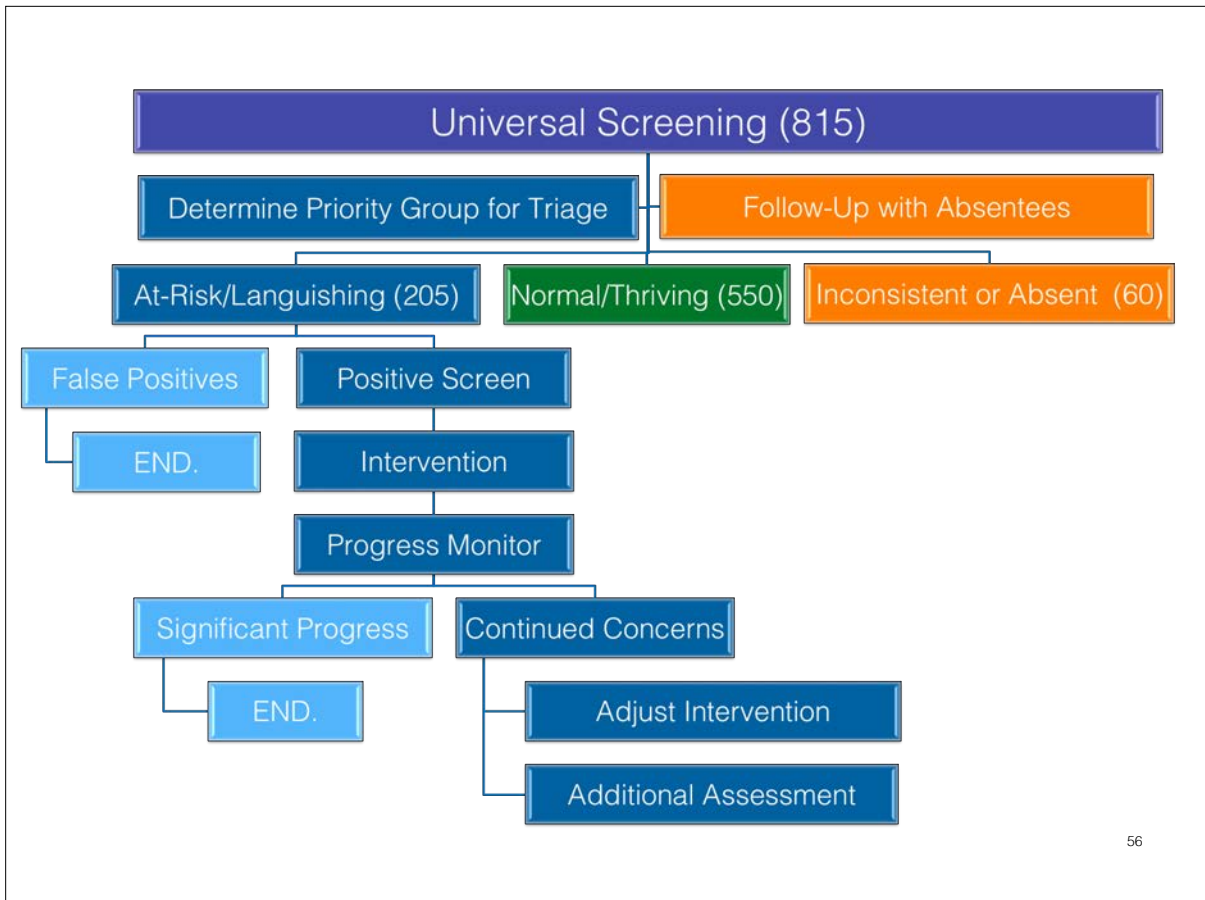 Universal Screening (815)
Determine Priority Group for Triage
Follow-Up with Absentees
At-Risk/Languishing (205)
Normal/Thriving (550)
Inconsistent or Absent (60)
False Positives
Positive Screen
END.
Intervention
Progress Monitor
Significant Progress
Continued Concerns
END.
Adjust Intervention
Additional Assessment
56